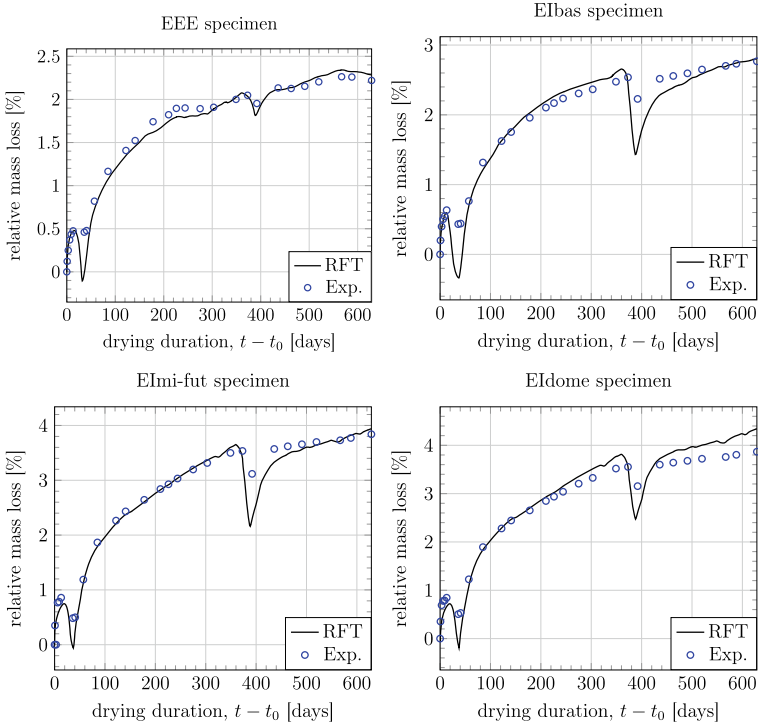 EEE specimen
2.5
2
1.5
1
0.5
0
relative mass loss [%]
RFT
Exp.
0 100 200 300 400 500 600
drying duration, t − t0 [days]
EIbas specimen
3
2
1
0
relative mass loss [%]
RFT
Exp.
0 100 200 300 400 500 600
drying duration, t − t0 [days]
EImi-fut specimen
4
3
2
1
0
relative mass loss [%]
RFT
Exp.
0 100 200 300 400 500 600
drying duration, t − t0 [days]
EIdome specimen
4
3
2
1
0
relative mass loss [%]
RFT
Exp.
0 100 200 300 400 500 600
drying duration, t − t0 [days]